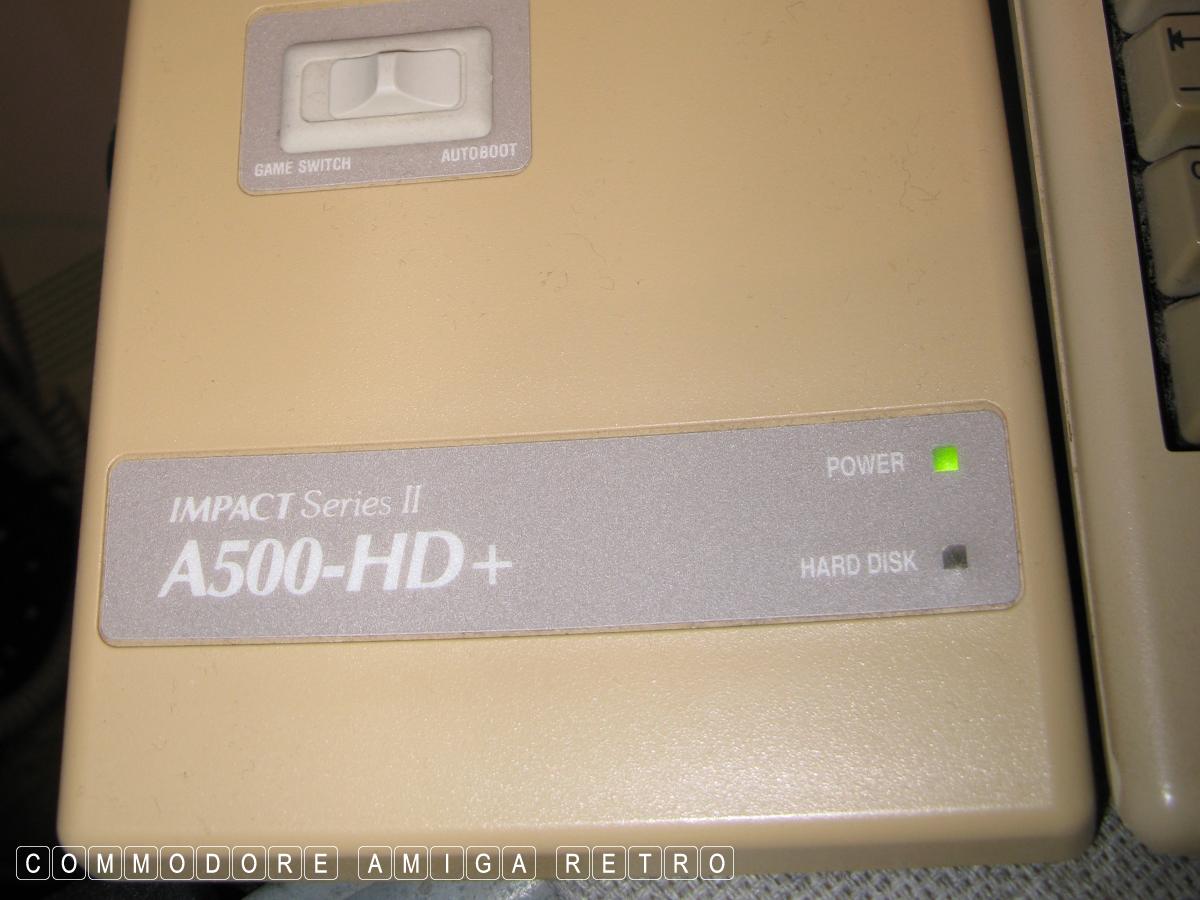 GAME SWITCH AUTOBOOT
IMPACT Series II
A500-HD+
POWER
HARD DISK
COMMODORE AMIGA RETRO